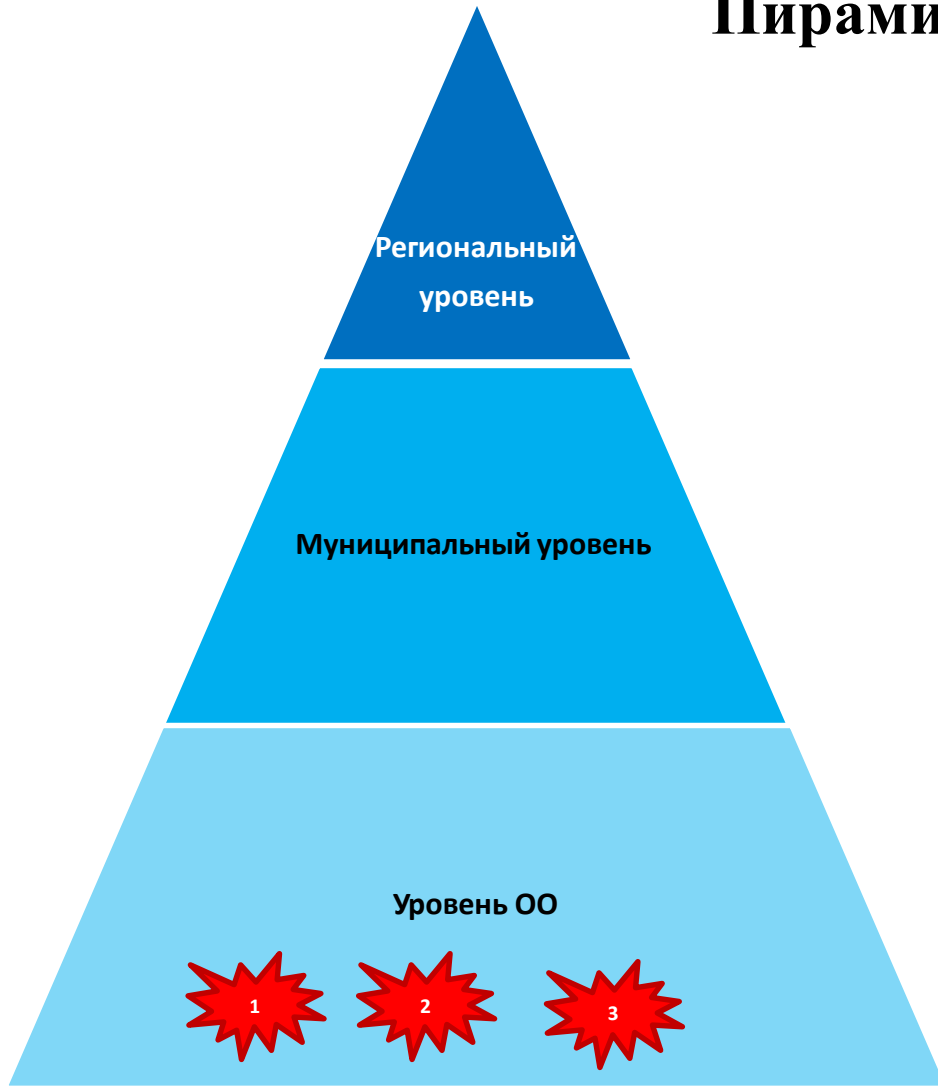 Пирами
Региональный
уровень
Муниципальный уровень
Уровень ОО
1 2 3